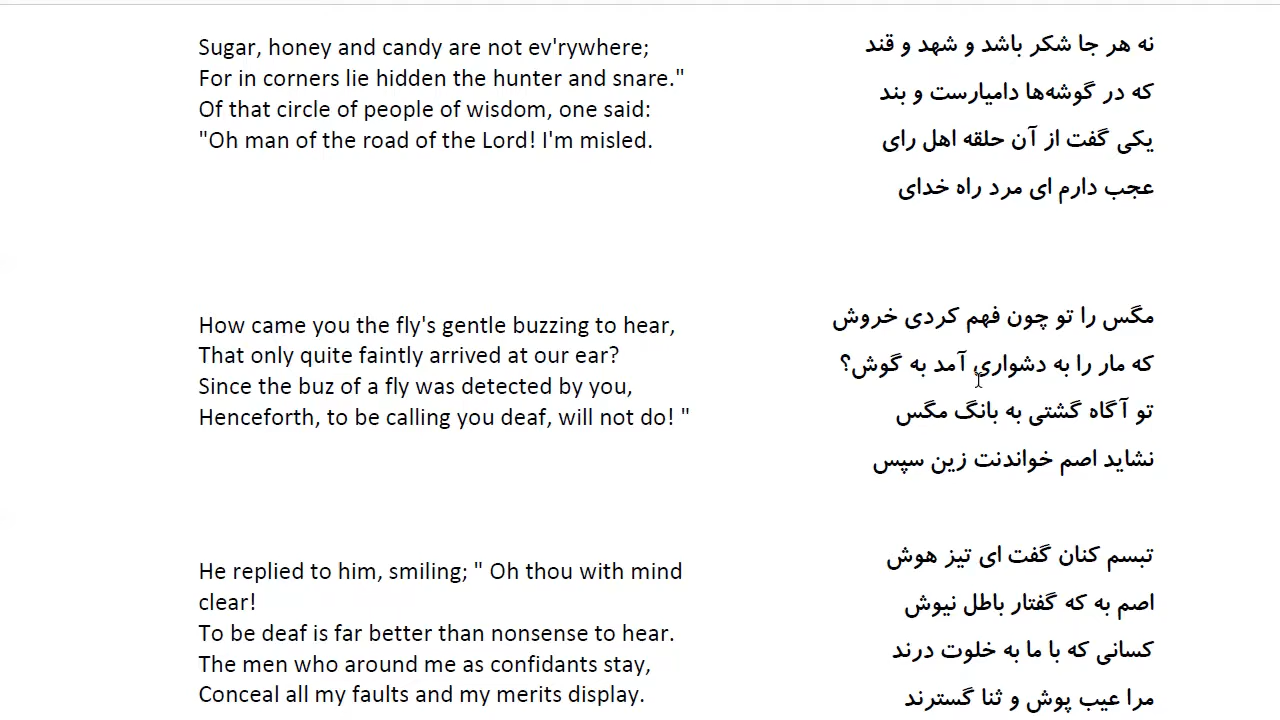 Sugar, honey and candy are not ev'rywhere;
For in corners lie hidden the hunter and snare."
Of that circle of people of wisdom, one said:
"Oh man of the road of the Lord! I'm misled.
نه هر جا شکر باشد و شهد و قند
که در گوشه‌ها دامیارست و بند
یکی گفت از آن حلقه اهل رای
عجب دارم ای مرد راه خدای
How came you the fly's gentle buzzing to hear,
That only quite faintly arrived at our ear?
Since the buz of a fly was detected by you,
Henceforth, to be calling you deaf, will not do! "
مگس را تو چون فهم کردی خروش
که مار را به دشواری آمد به گوش؟
تو آگاه گشتی به بانگ مگس
نشاید اصم خواندنت زین سپس
He replied to him, smiling; " Oh thou with mind
clear!
To be deaf is far better than nonsense to hear.
The men who around me as confidants stay,
Conceal all my faults and my merits display.
تبسم کنان گفت ای تیز هوش
اصم به که گفتار باطل نیوش
کسانی که با ما به خلوت درند
مرا عیب پوش و ثنا گسترند